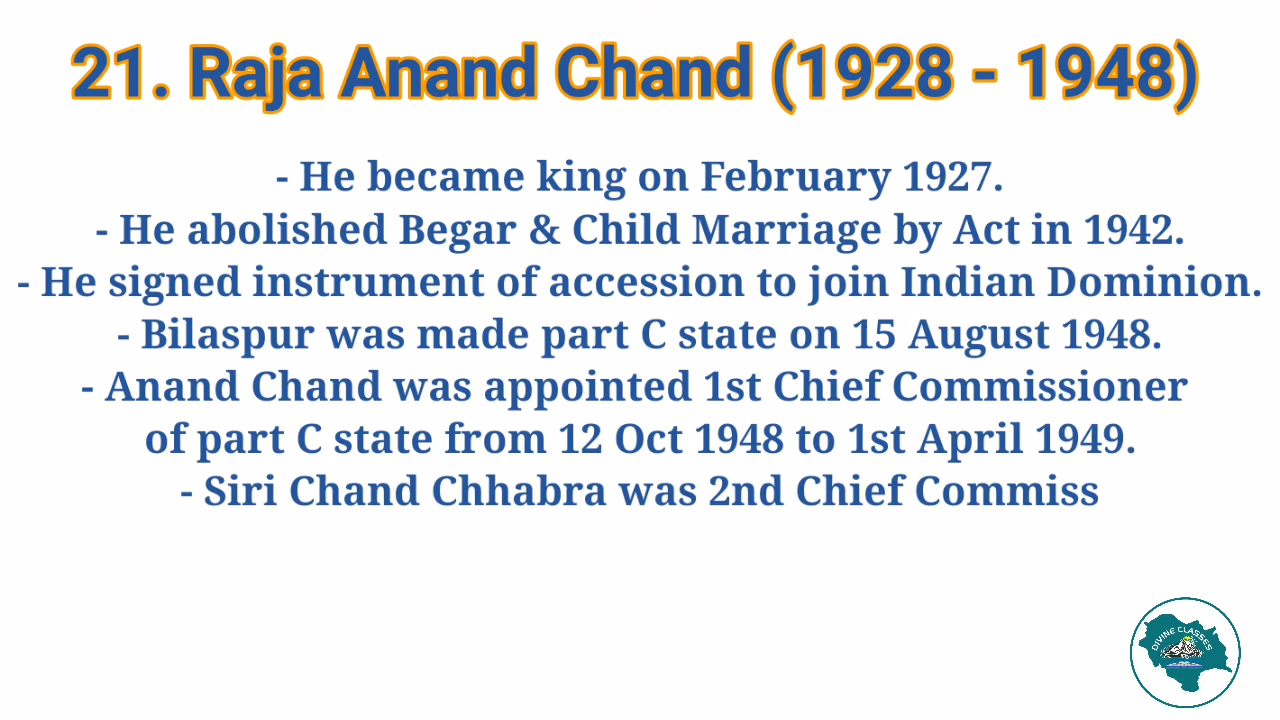 21. Raja Anand Chand (1928 - 1948)
- He became king on February 1927.
- He abolished Begar & Child Marriage by Act in 1942.
- He signed instrument of accession to join Indian Dominion.
- Bilaspur was made part C state on 15 August 1948.
- Anand Chand was appointed 1st Chief Commissioner
of part C state from 12 Oct 1948 to 1st April 1949.
- Siri Chand Chhabra was 2nd Chief Commiss
DIVINE CLASSES